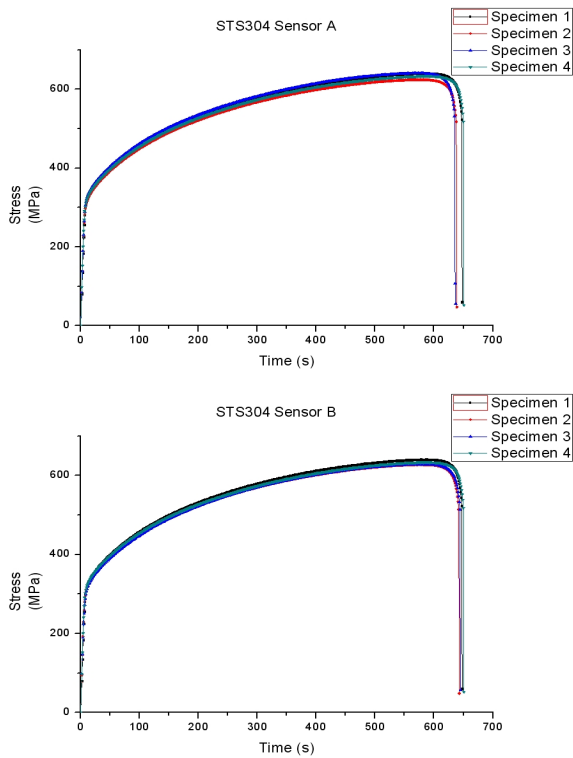 STS304 Sensor A
Specimen 1
Specimen 2
Specimen 3
Specimen 4
600
400
200
0
Stress
(MPa)
0 100 200 300 400 500 600 700
Time (s)
STS304 Sensor B
Specimen 1
Specimen 2
Specimen 3
Specimen 4
600
400
200
0
Stress
(MPa)
0 100 200 300 400 500 600 700
Time (s)